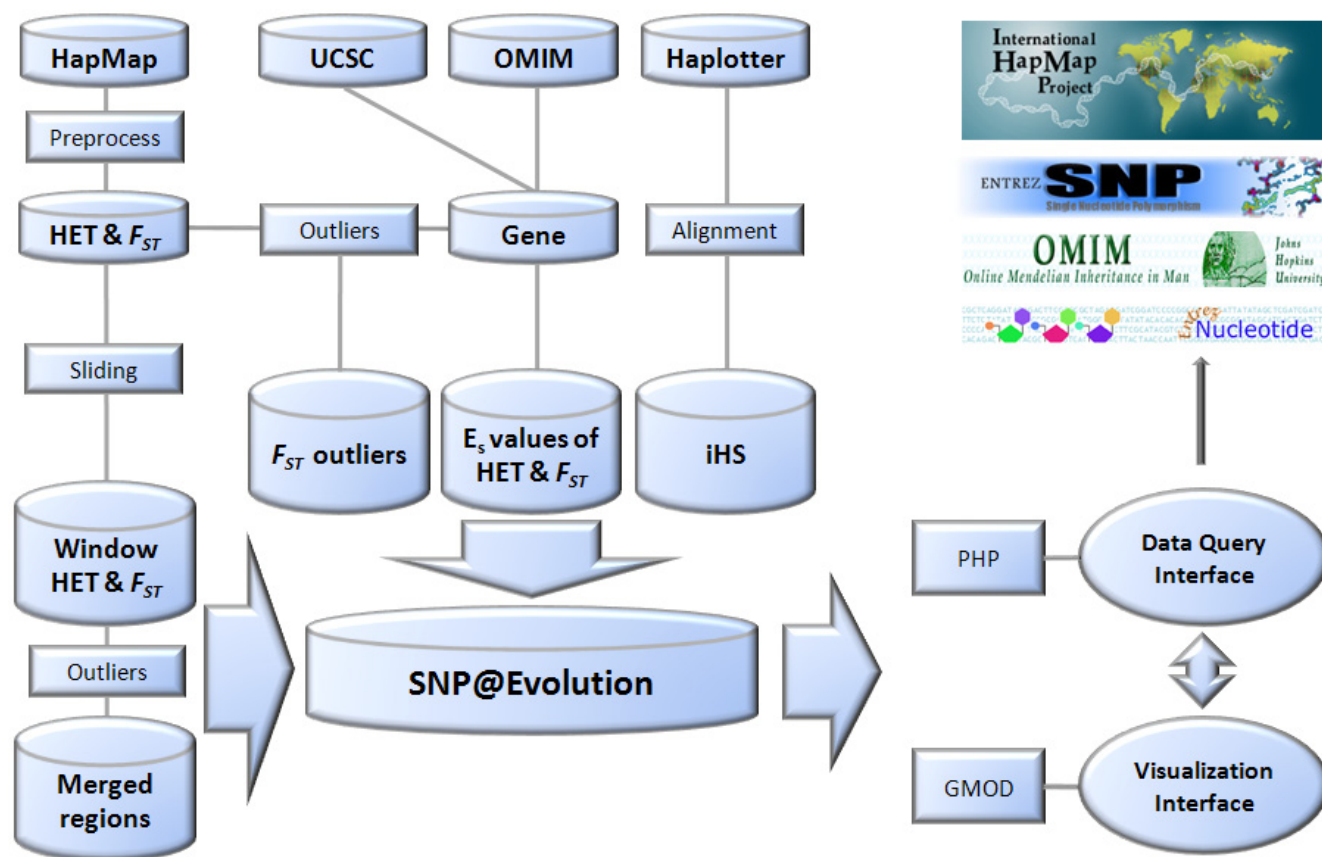 HapMap
UCSC
OMIM
Haplotter
Preprocess
HET & FST
Outliers
Gene
Alignment
Sliding
FST outliers
Es values of
HET & FST
iHS
Window
HET & FST
Outliers
Merged
regions
SNP@Evolution
International
HapMap
Project
ENTREZ SNP
Single Nucleotide Polymorphism
OMIM
Online Mendelian Inheritance in Man
Johns
Hopkins
University
Entrez
Nucleotide
PHP
Data Query
Interface
GMOD
Visualization
Interface